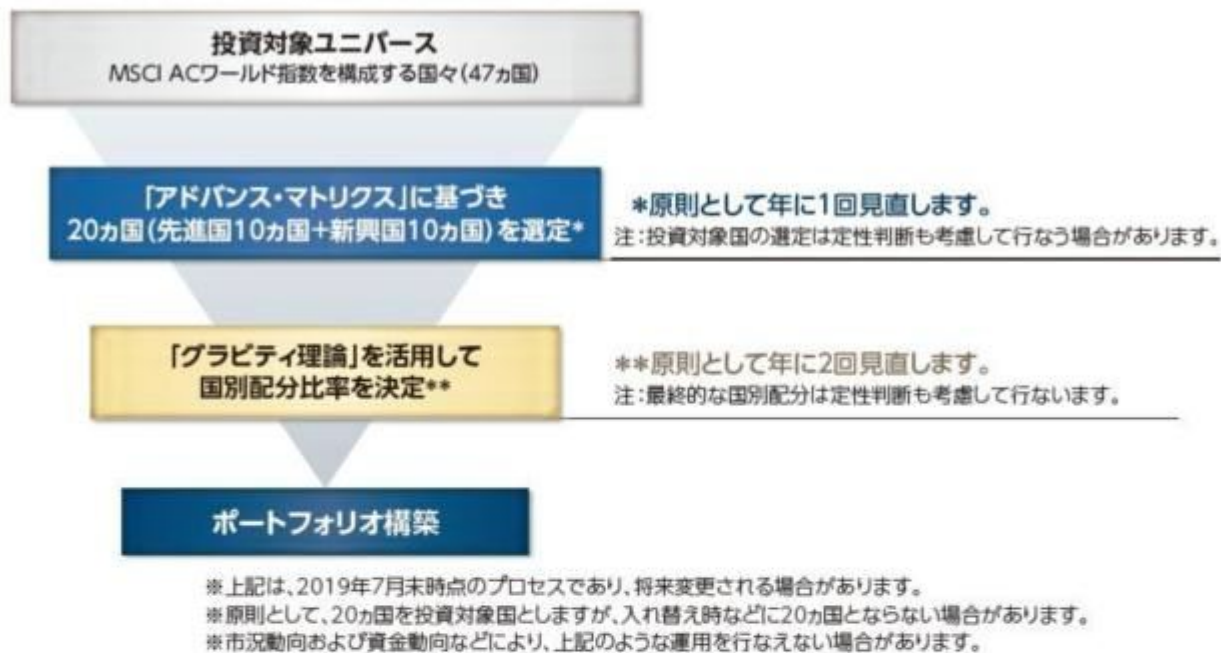 投資対象ユニバース
MSCI ACワールド指数を構成する国々(47ヵ国)
「アドバンス・マトリクス」に基づき
20ヵ国(先進国10ヵ国+新興国10ヵ国)を選定*
*原則として年に1回見直します。
注:投資対象国の選定は定性判断も考慮して行なう場合があります。
「グラビティ理論」を活用して
国別配分比率を決定**
**原則として年に2回見直します。
注:最終的な国別配分は定性判断も考慮して行ないます。
ポートフォリオ構築
※上記は、2019年7月末時点のプロセスであり、将来変更される場合があります。
※原則として、20ヵ国を投資対象国としますが、入れ替え時などに20ヵ国とならない場合があります。
※市況動向および資金動向などにより、上記のような運用を行なえない場合があります。